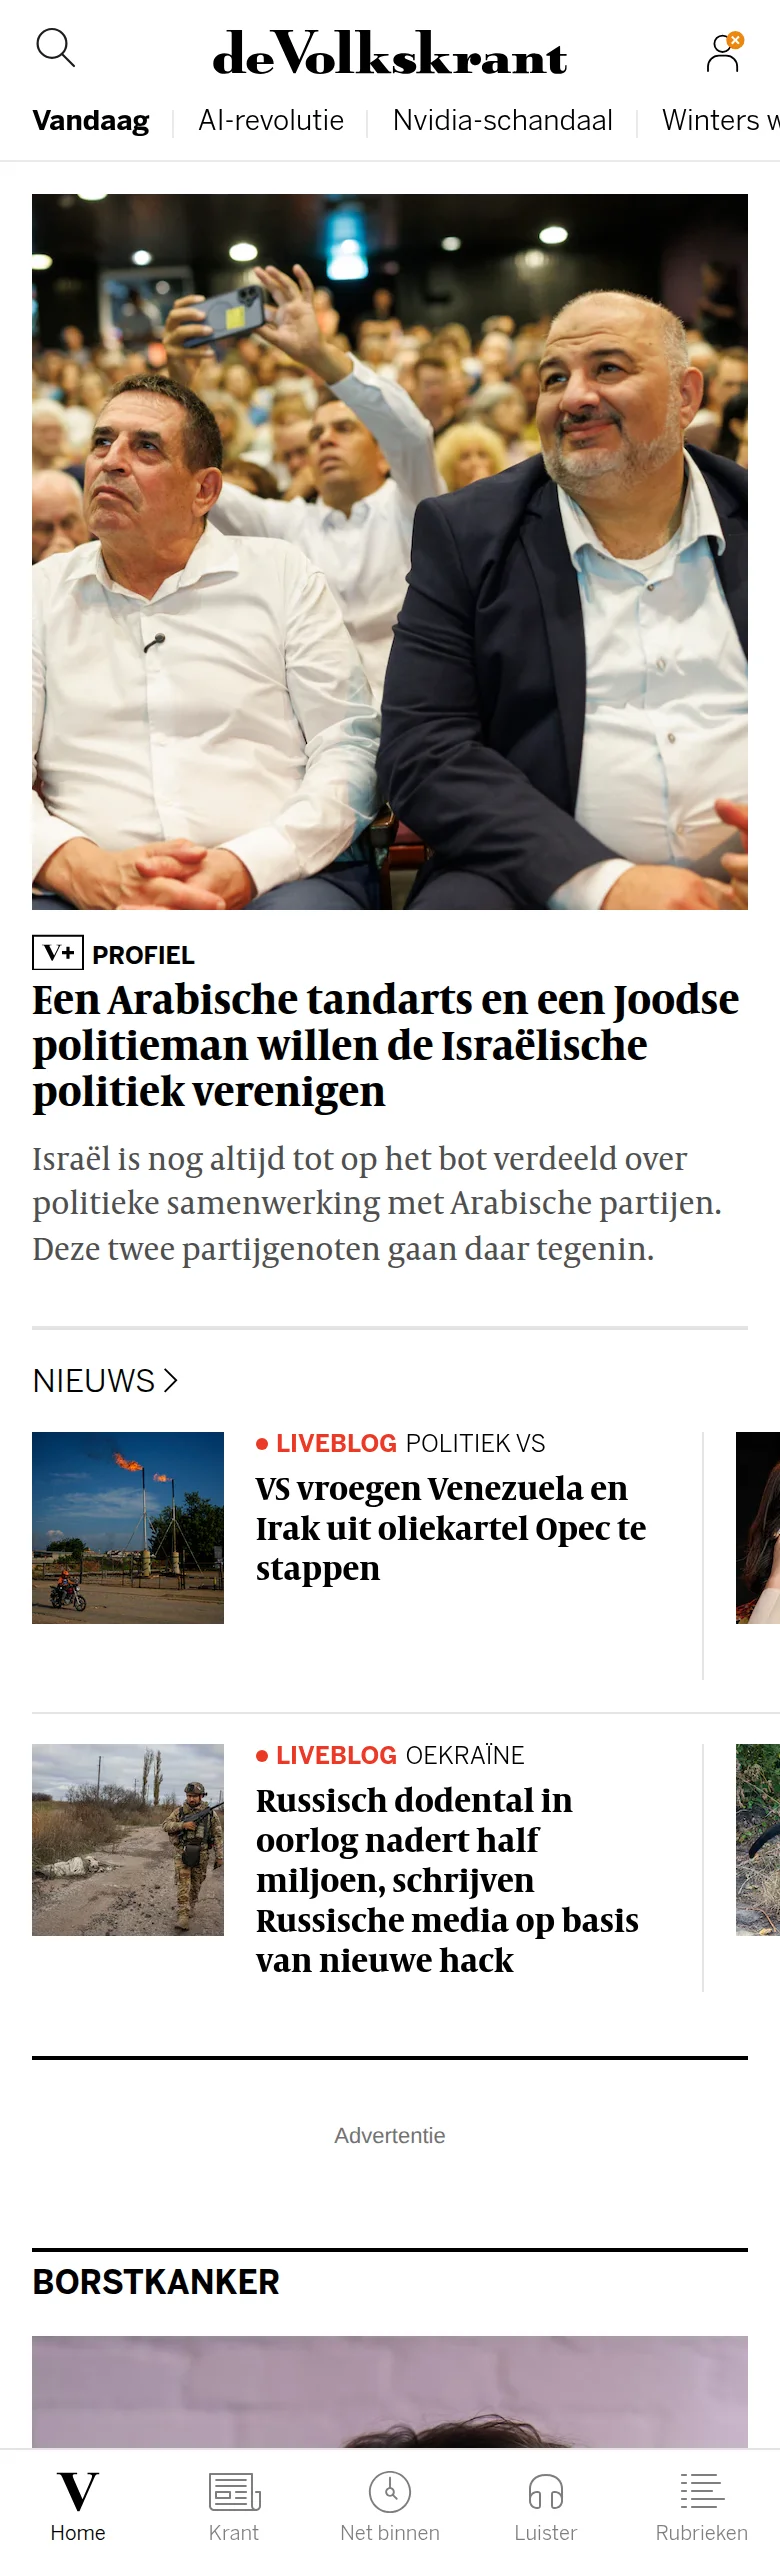 de Volkskrant
Vandaag
AI-revolutie
Nvidia-schandaal
Winters
V+ PROFIEL
Een Arabische tandarts en een Joodse
politieman willen de Israëlische
politiek verenigen
Israël is nog altijd tot op het bot verdeeld over
politieke samenwerking met Arabische partijen.
Deze twee partijgenoten gaan daar tegenin.
NIEUWS
LIVEBLOG POLITIEK VS
VS vroegen Venezuela en
Irak uit oliekartel Opec te
stappen
LIVEBLOG OEKRAÏNE
Russisch dodental in
oorlog nadert half
miljoen, schrijven
Russische media op basis
van nieuwe hack
Advertentie
BORSTKANKER
V
Home
Krant
Net binnen
Luister
Rubrieken